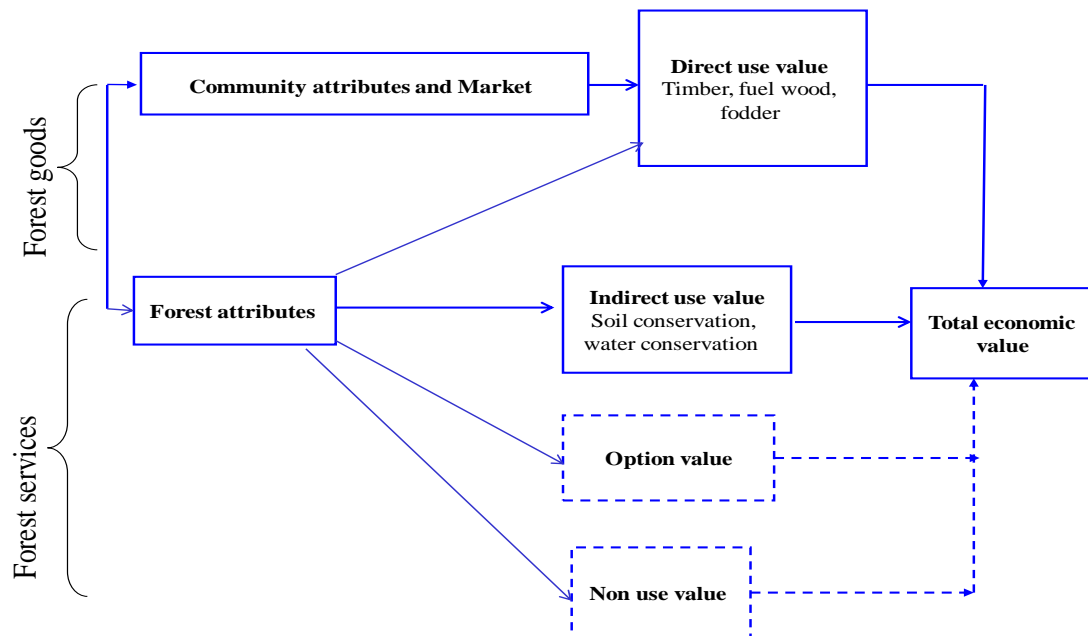 Forest goods
Community attributes and Market
Direct use value
Timber, fuel wood,
fodder
Forest attributes
Indirect use value
Soil conservation,
water conservation
Total economic
value
Forest services
Option value
Non use value